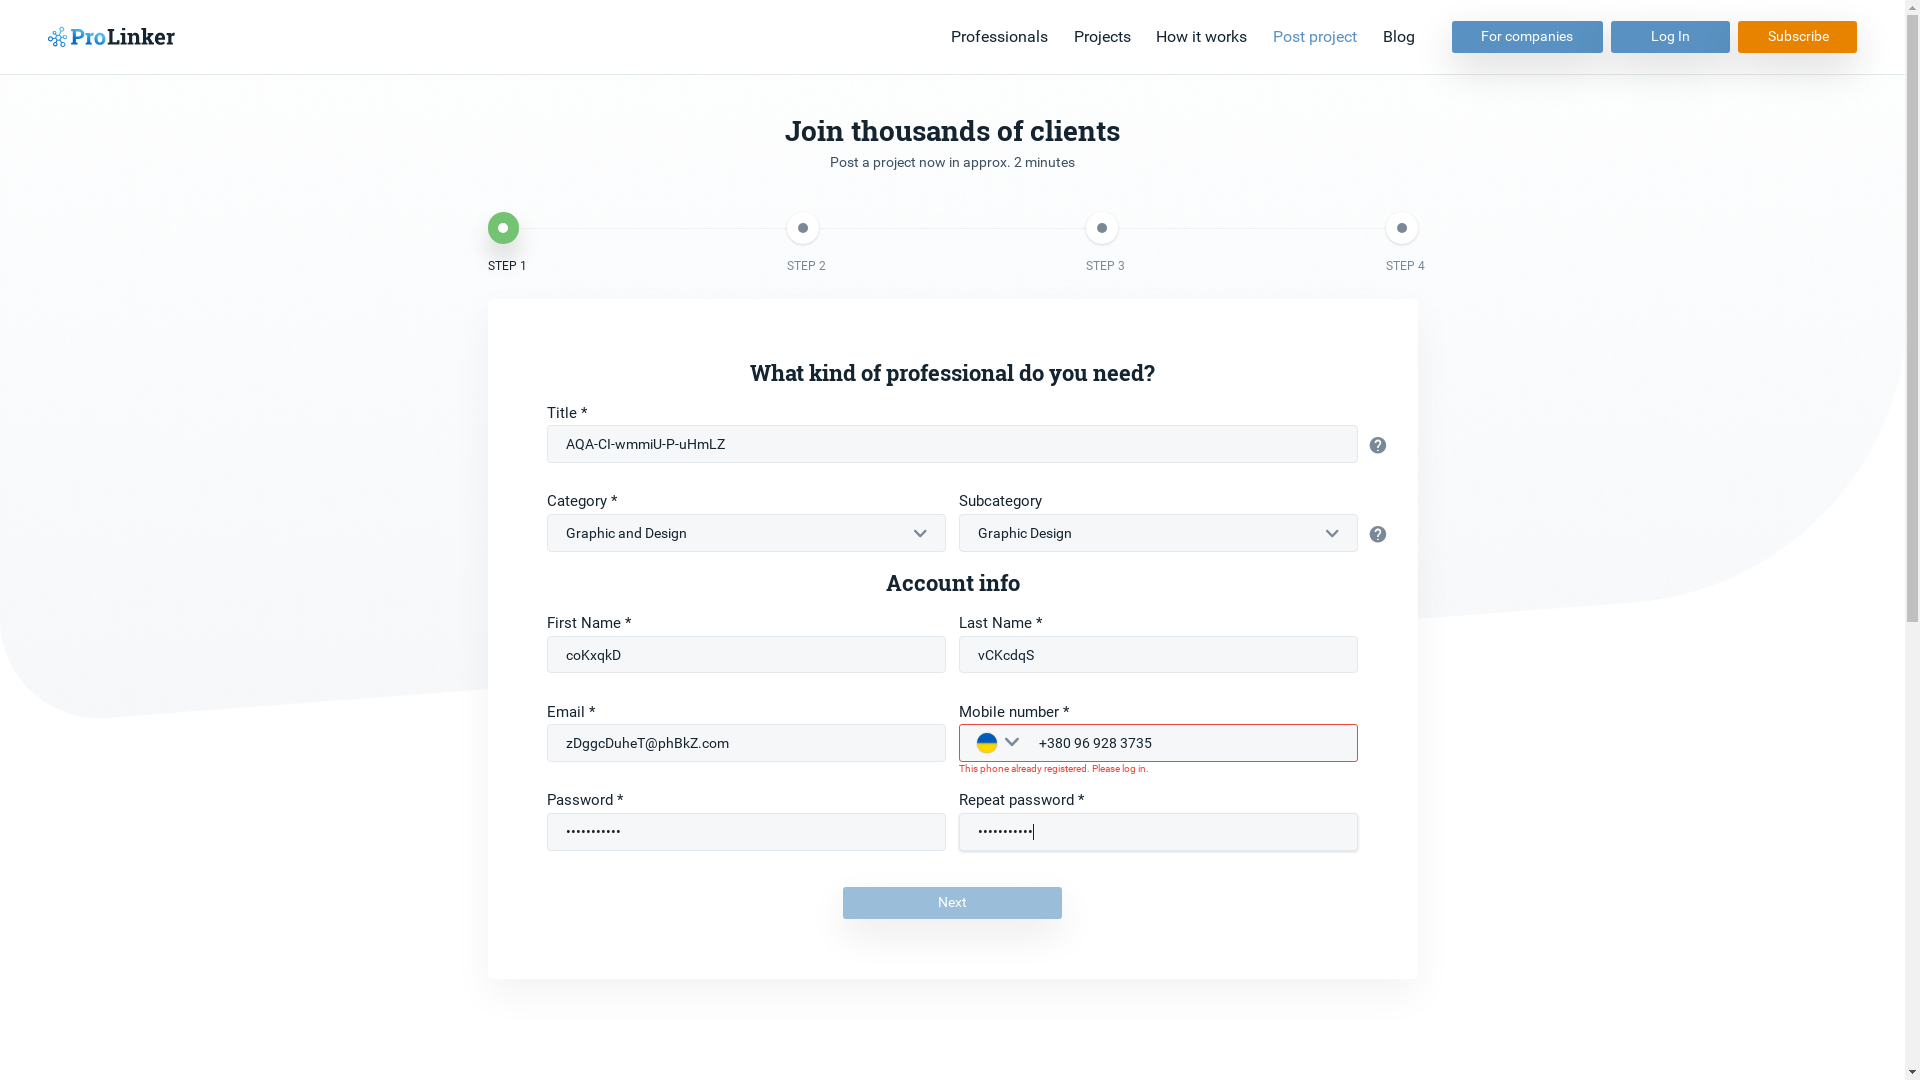 ProLinker
Professionals
Projects
How it works
Post project
Blog
For companies
Log In
Subscribe
Join thousands of clients
Post a project now in approx. 2 minutes
STEP 1
STEP 2
STEP 3
STEP 4
What kind of professional do you need?
Title *
AQA-CI-wmmiU-P-uHmLZ
Category *
Subcategory
Graphic and Design
Graphic Design
Account info
First Name *
Last Name *
coKxqkD
vCKcdqS
Email *
Mobile number *
zDggcDuheT@phBkZ.com
+380 96 928 3735
This phone already registered. Please log in.
Password *
Repeat password *
•••••••••••
•••••••••••
Next